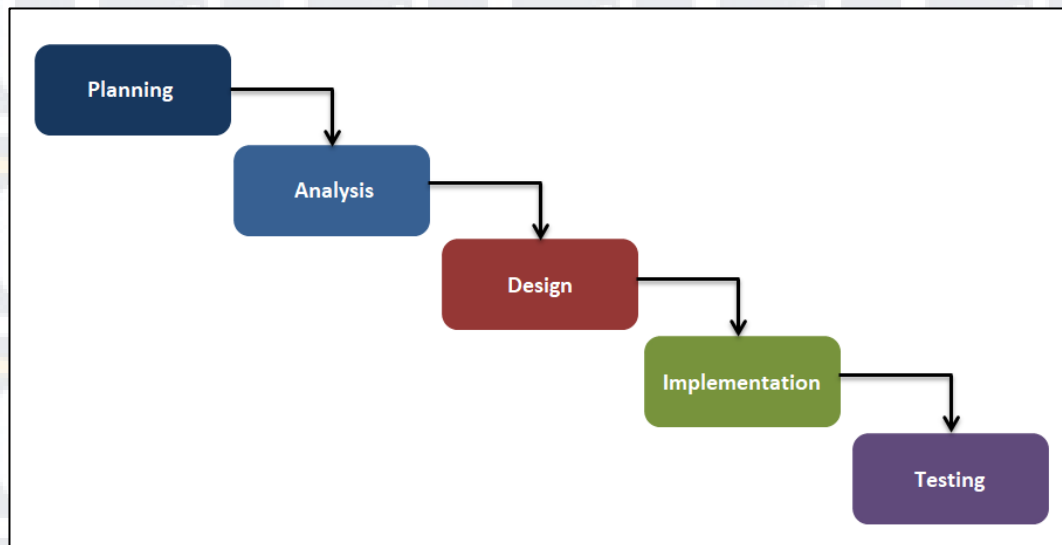 Planning
Analysis
Design
Implementation
Testing